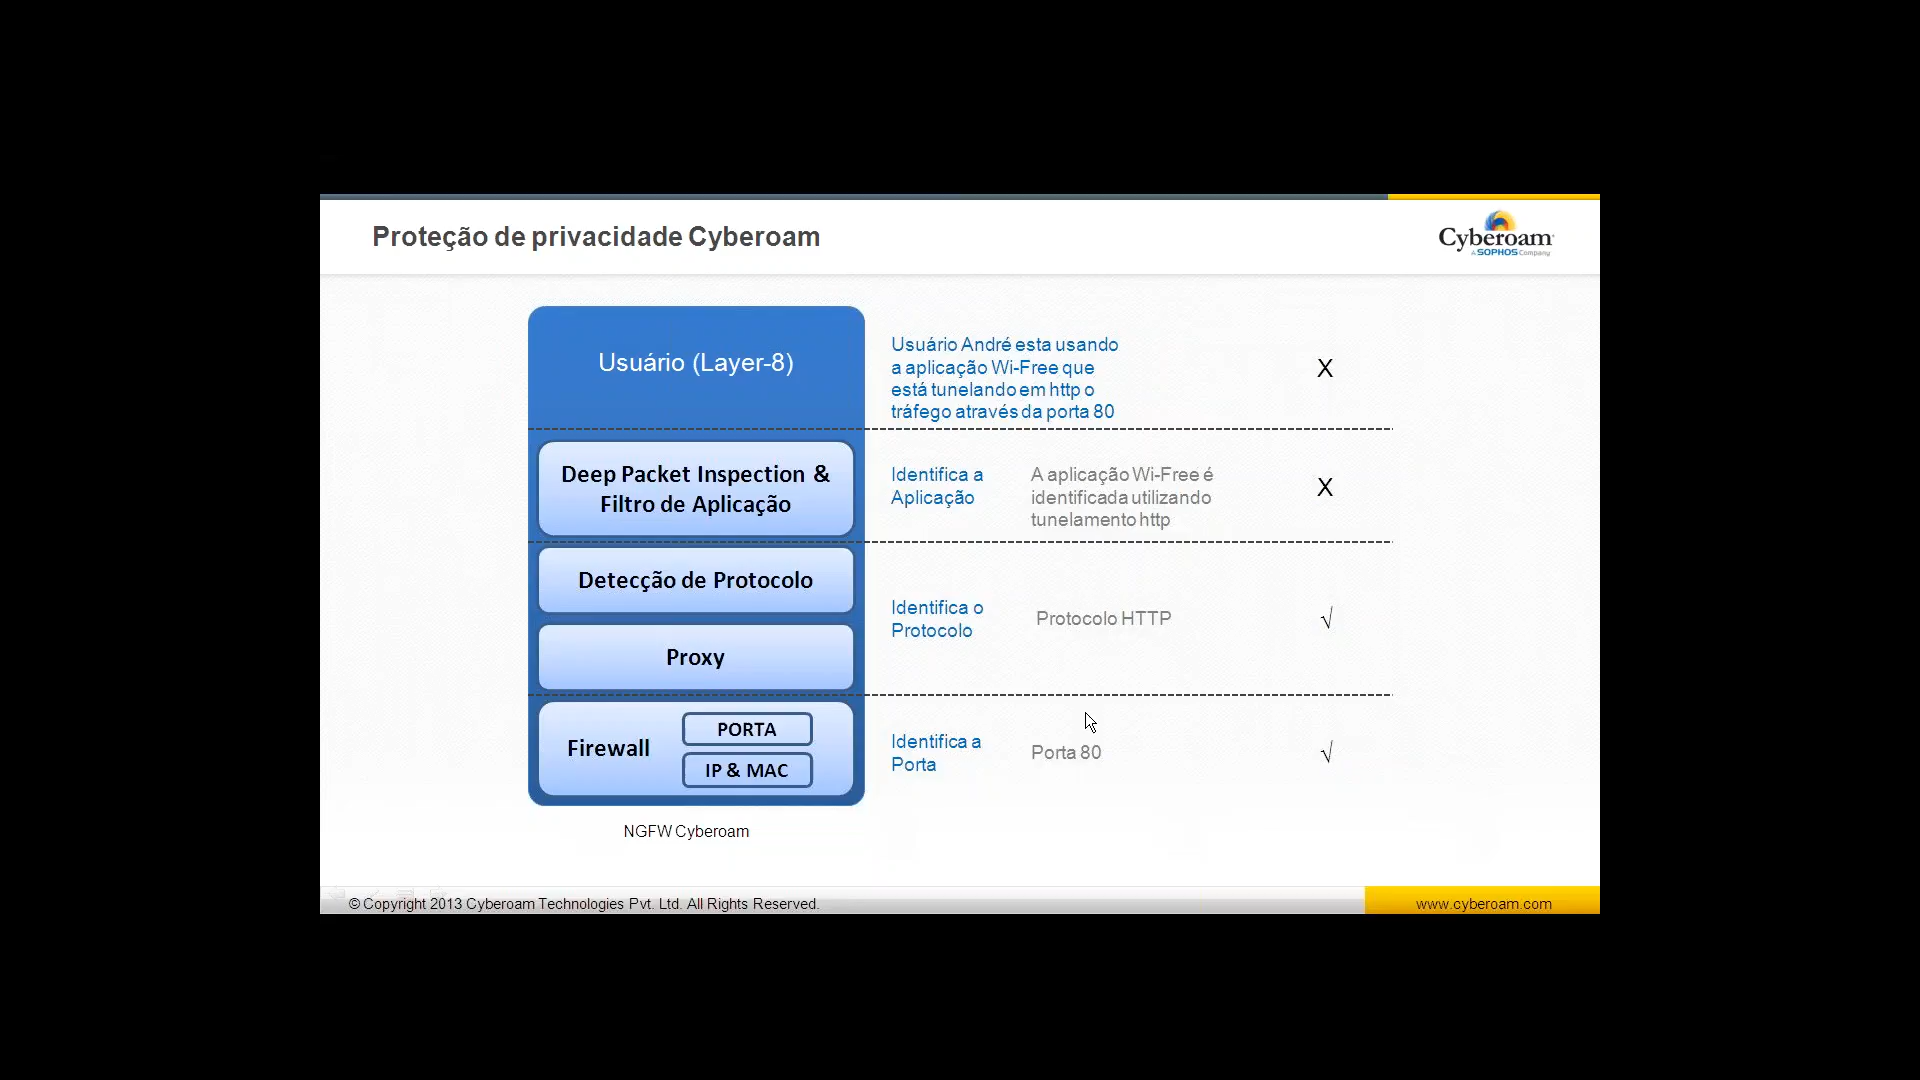 Proteção de privacidade Cyberoam
Cyberoam
A SOPHOS Company
Usuário (Layer-8)
Usuário André esta usando
a aplicação Wi-Free que
está tunelando em http o
tráfego através da porta 80
X
Deep Packet Inspection &
Filtro de Aplicação
Identifica a
Aplicação
A aplicação Wi-Free é
identificada utilizando
tunelamento http
X
Detecção de Protocolo
Proxy
Identifica o
Protocolo
Protocolo HTTP
√
Firewall
PORTA
IP & MAC
Identifica a
Porta
Porta 80
√
NGFW Cyberoam
© Copyright 2013 Cyberoam Technologies Pvt. Ltd. All Rights Reserved.
www.cyberoam.com